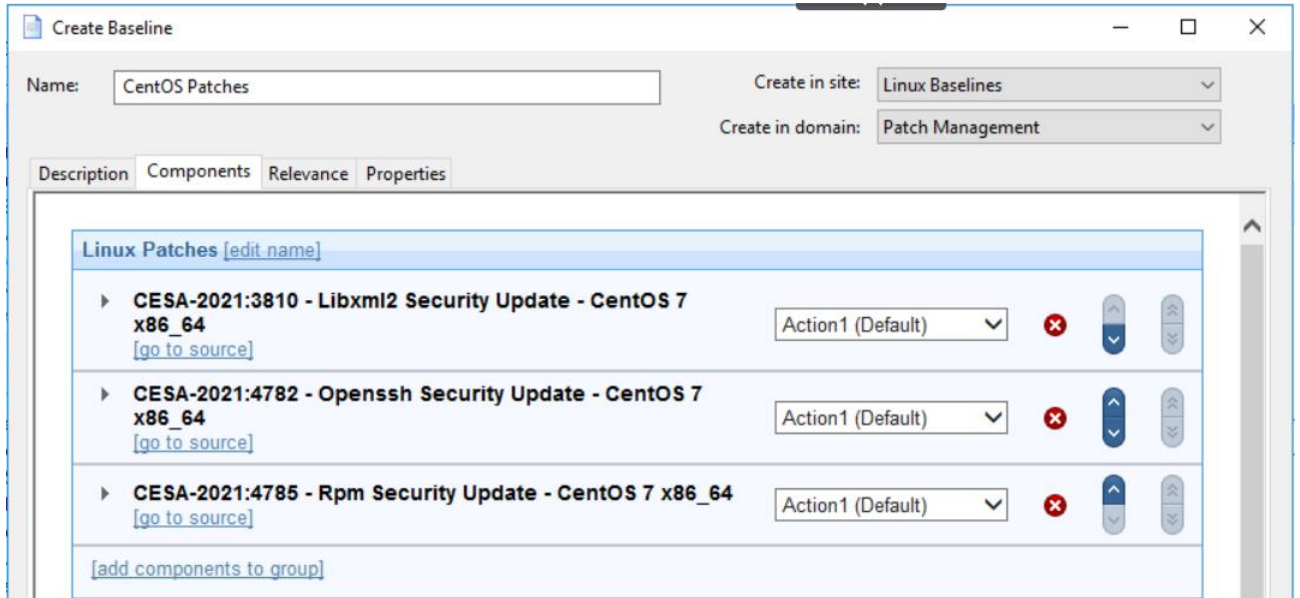 Create Baseline
Name: CentOS Patches
Create in site: Linux Baselines
Create in domain: Patch Management
Description Components Relevance Properties
Linux Patches [edit name]
CESA-2021:3810 - Libxml2 Security Update - CentOS 7
x86_64
Action1 (Default)
[go to source]
CESA-2021:4782 - Openssh Security Update - CentOS 7
x86_64
Action1 (Default)
[go to source]
CESA-2021:4785 - Rpm Security Update - CentOS 7 x86_64
Action1 (Default)
[go to source]
[add components to group]